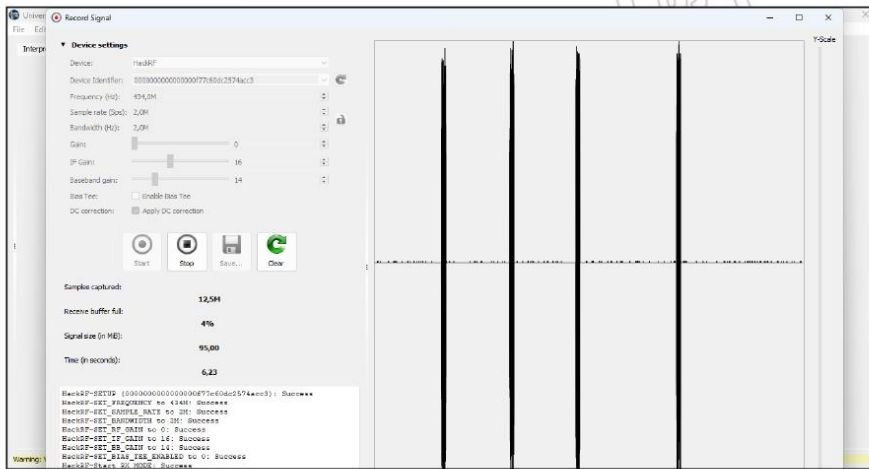 Univer
Record Signal
File Edi
Interpr
Device settings
Device: HackRF
Device Identifier: 0000000000000000f77c60dc2574acc3
Frequency (Hz): 434,0M
Sample rate (Sps): 2,0M
Bandwidth (Hz): 2,0M
Gain: 0
IF Gain: 16
Baseband gain: 14
Bias Tee: Enable Bias Tee
DC correction: Apply DC correction
Start Stop Save... Clear
Samples captured:
12,5M
Receive buffer full:
4%
Signal size (in MiB):
95,00
Time (in seconds):
6,23
HackRF-SETUP (0000000000000000f77c60dc2574acc3): Success
HackRF-SET_FREQUENCY to 434M: Success
HackRF-SET_SAMPLE_RATE to 2M: Success
HackRF-SET_BANDWIDTH to 2M: Success
HackRF-SET_RF_GAIN to 0: Success
HackRF-SET_IF_GAIN to 16: Success
HackRF-SET_BB_GAIN to 14: Success
HackRF-SET_BIAS_TEE_ENABLED to 0: Success
HackRF-Start RX MODE: Success
Y-Scale
Warning: